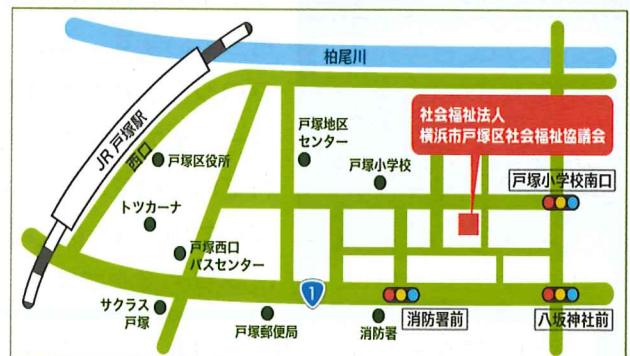 柏尾川
JR 戸塚駅
西口
戸塚区役所
トツカーナ
戸塚西口
バスセンター
サクラス
戸塚
戸塚地区
センター
戸塚小学校
社会福祉法人
横浜市戸塚区社会福祉協議会
戸塚小学校南口
1
戸塚郵便局
消防署
消防署前
八坂神社前